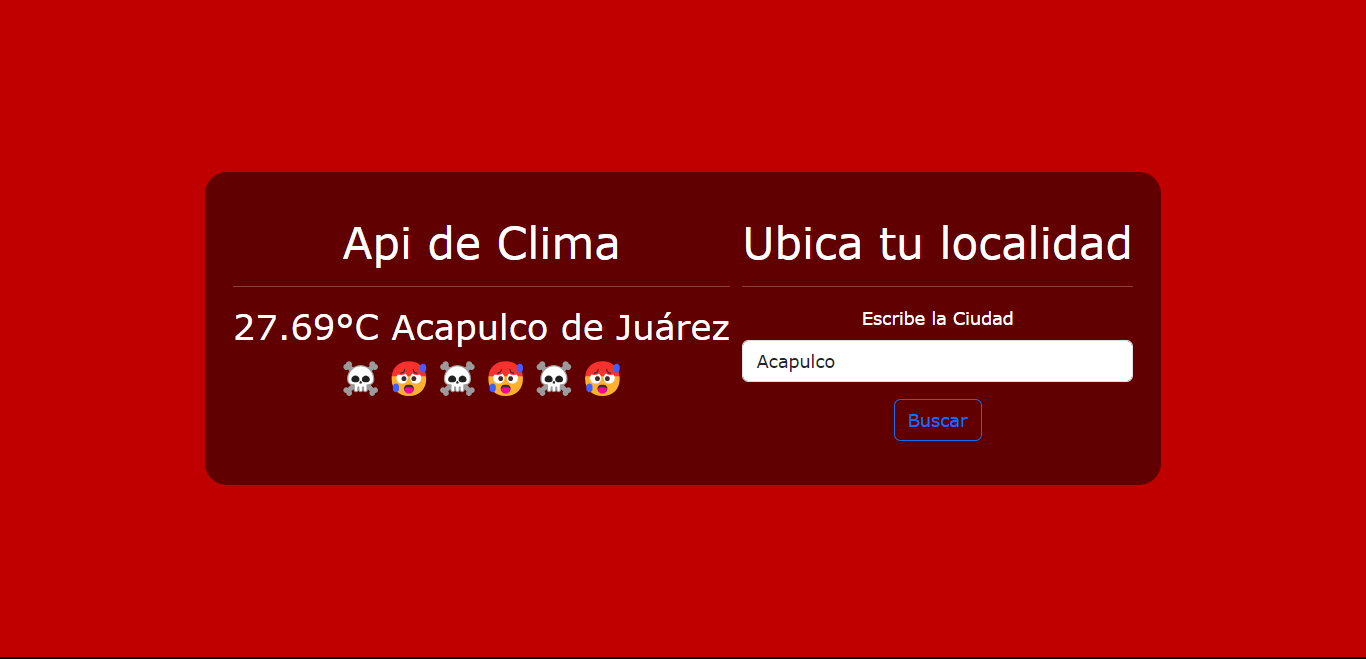 Api de Clima
27.69°C Acapulco de Juárez
☠️ 🥵 ☠️ 🥵 ☠️ 🥵
Ubica tu localidad
Escribe la Ciudad
Acapulco
Buscar